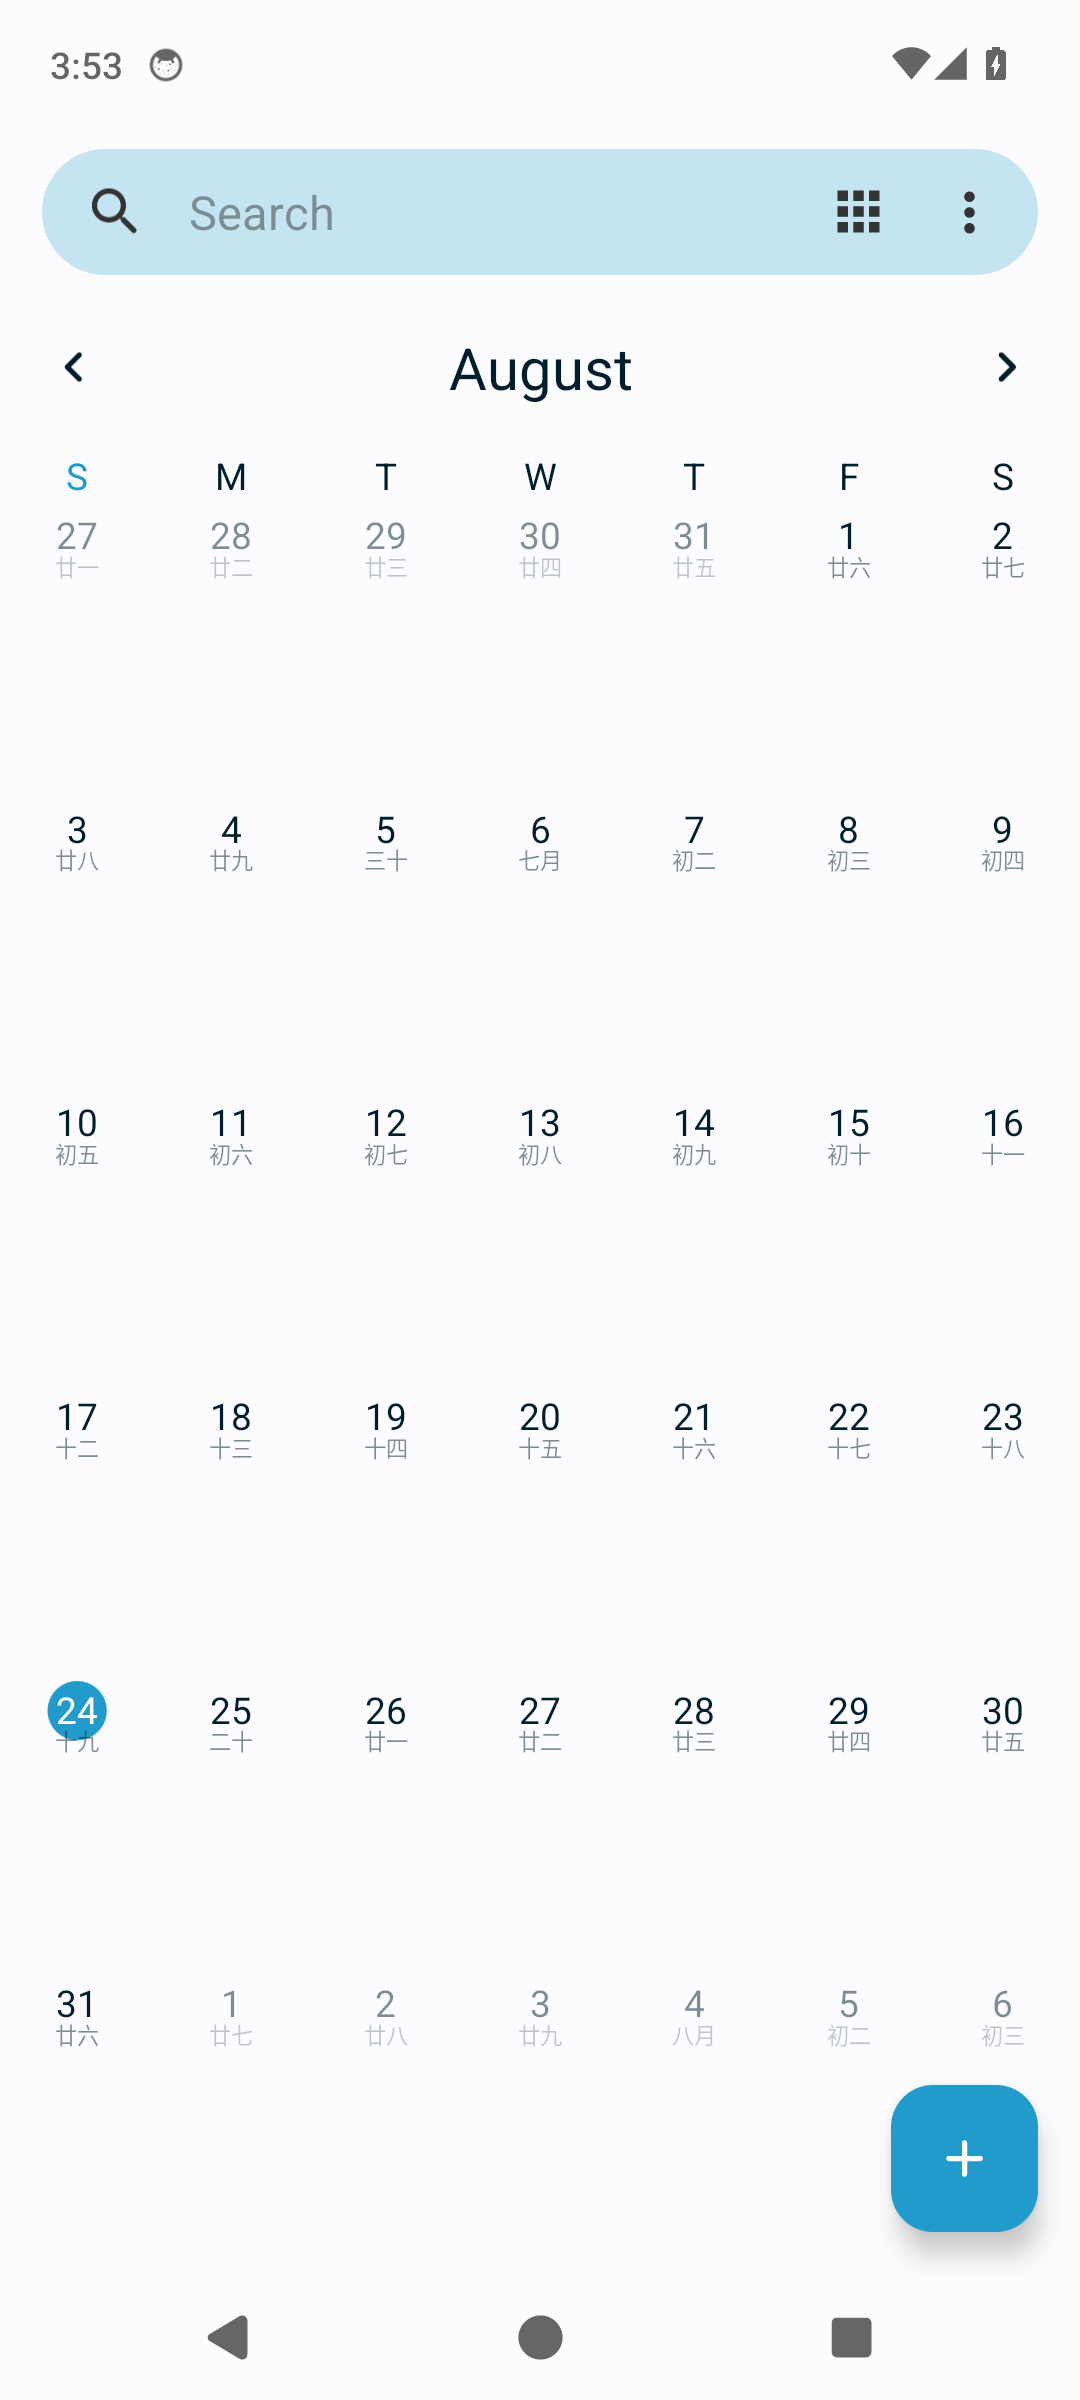 3:53
Search
August
S M T W T F S
27 28 29 30 31 1 2
廿一 廿二 廿三 廿四 廿五 廿六 廿七
3 4 5 6 7 8 9
廿八 廿九 三十 七月 初二 初三 初四
10 11 12 13 14 15 16
初五 初六 初七 初八 初九 初十 十一
17 18 19 20 21 22 23
十二 十三 十四 十五 十六 十七 十八
24 25 26 27 28 29 30
十九 二十 廿一 廿二 廿三 廿四 廿五
31 1 2 3 4 5 6
廿六 廿七 廿八 廿九 八月 初二 初三